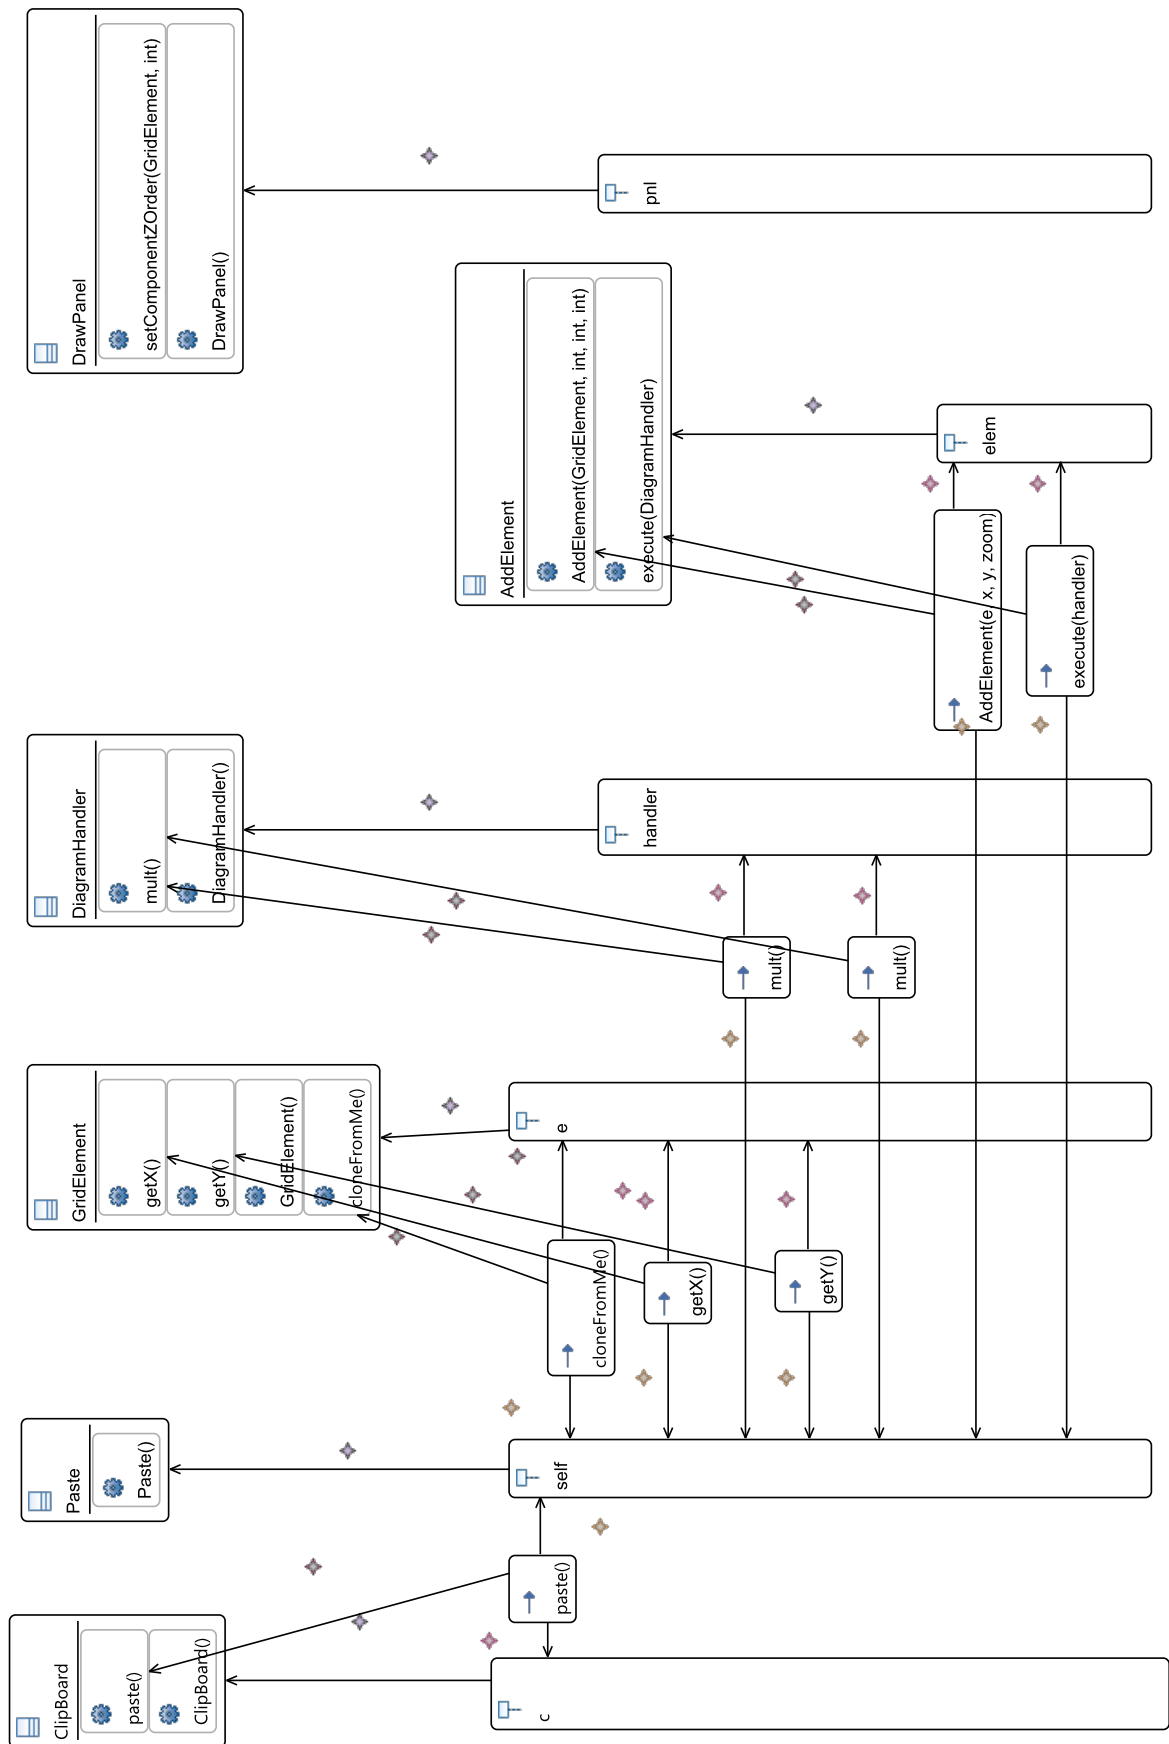 ClipBoard
paste()
ClipBoard()
Paste
Paste()
GridElement
getX()
getY()
GridElement()
cloneFromMe()
DiagramHandler
mult()
DiagramHandler()
AddElement
AddElement(GridElement, int, int, int)
execute(DiagramHandler)
DrawPanel
setComponentZOrder(GridElement, int)
DrawPanel()
c
self
e
handler
elem
pnl
paste()
cloneFromMe()
getX()
mult()
getY()
mult()
AddElement(e, x, y, zoom)
execute(handler)